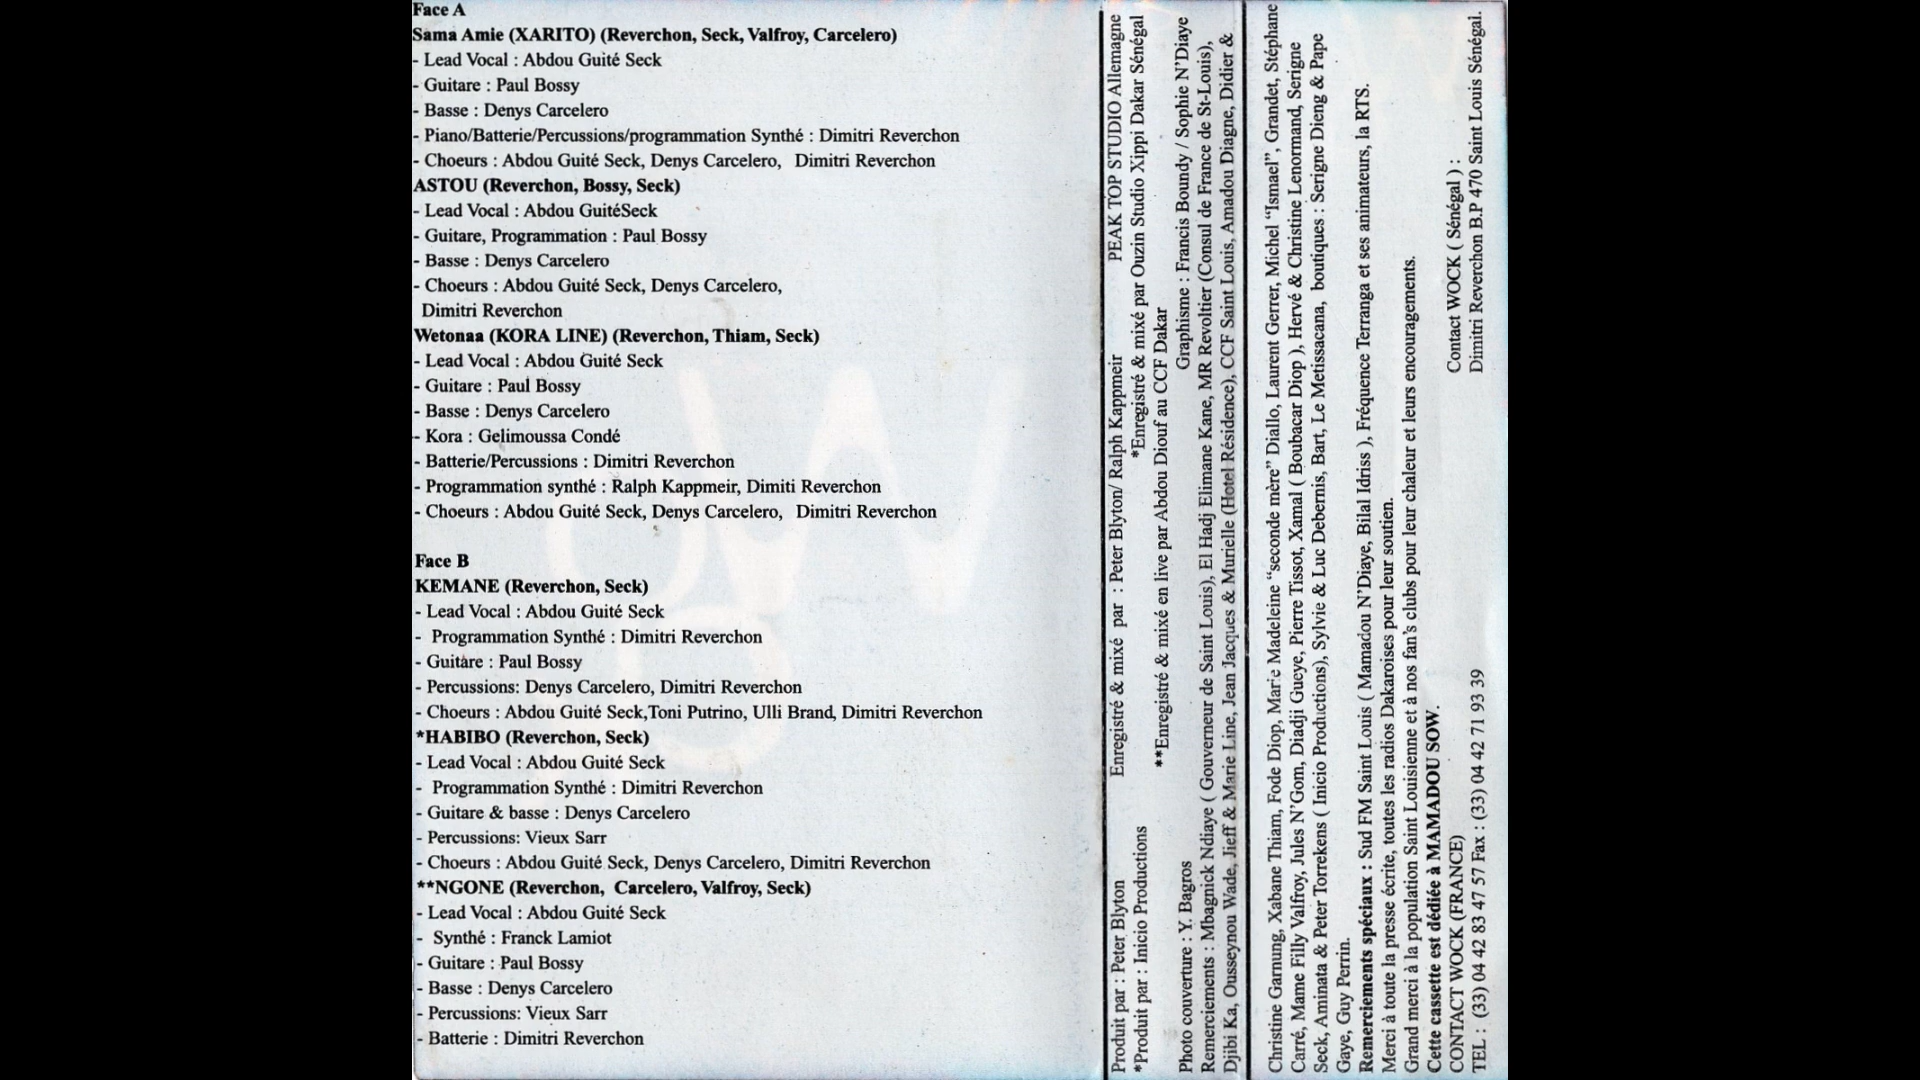 Face A
Sama Amie (XARITO) (Reverchon, Seck, Valfroy, Carcelero)
- Lead Vocal : Abdou Guité Seck
- Guitare : Paul Bossy
- Basse : Denys Carcelero
- Piano/Batterie/Percussions/programmation Synthé : Dimitri Reverchon
- Choeurs : Abdou Guité Seck, Denys Carcelero, Dimitri Reverchon
ASTOU (Reverchon, Bossy, Seck)
- Lead Vocal : Abdou GuitéSeck
- Guitare, Programmation : Paul Bossy
- Basse : Denys Carcelero
- Choeurs : Abdou Guité Seck, Denys Carcelero,
Dimitri Reverchon
Wetonaa (KORA LINE) (Reverchon, Thiam, Seck)
- Lead Vocal : Abdou Guité Seck
- Guitare : Paul Bossy
- Basse : Denys Carcelero
- Kora : Gelimoussa Condé
- Batterie/Percussions : Dimitri Reverchon
- Programmation synthé : Ralph Kappmeir, Dimiti Reverchon
- Choeurs : Abdou Guité Seck, Denys Carcelero, Dimitri Reverchon
Face B
KEMANE (Reverchon, Seck)
- Lead Vocal : Abdou Guité Seck
- Programmation Synthé : Dimitri Reverchon
- Guitare : Paul Bossy
- Percussions: Denys Carcelero, Dimitri Reverchon
- Choeurs : Abdou Guité Seck,Toni Putrino, Ulli Brand, Dimitri Reverchon
*HABIBO (Reverchon, Seck)
- Lead Vocal : Abdou Guité Seck
- Programmation Synthé : Dimitri Reverchon
- Guitare & basse : Denys Carcelero
- Percussions: Vieux Sarr
- Choeurs : Abdou Guité Seck, Denys Carcelero, Dimitri Reverchon
**NGONE (Reverchon, Carcelero, Valfroy, Seck)
- Lead Vocal : Abdou Guité Seck
- Synthé : Franck Lamiot
- Guitare : Paul Bossy
- Basse : Denys Carcelero
- Percussions: Vieux Sarr
- Batterie : Dimitri Reverchon
Produit par : Peter Blyton Enregistré & mixé par : Peter Blyton/ Ralph Kappmeir PEAK TOP STUDIO Allemagne
*Produit par : Inicio Productions *Enregistré & mixé par Ouzin Studio Xippi Dakar Sénégal
**Enregistré & mixé en live par Abdou Diouf au CCF Dakar
Photo couverture : Y. Bagros Graphisme : Francis Boundy / Sophie N'Diaye
Remerciements : Mbagnick Ndiaye ( Gouverneur de Saint Louis), El Hadj Elimane Kane, MR Revoltier (Consul de France de St-Louis),
Djibi Ka, Ousseynou Wade, Jieff & Marie Line, Jean Jacques & Murielle (Hotel Résidence), CCF Saint Louis, Amadou Diagne, Didier &
Christine Garnung, Xabane Thiam, Fode Diop, Marie Madeleine "seconde mère" Diallo, Laurent Gerrer, Michel "Ismael", Grandet, Stéphane
Carré, Mame Filly Valfroy, Jules N'Gom, Diadji Gueye, Pierre Tissot, Xamal ( Boubacar Diop ), Hervé & Christine Lenormand, Serigne
Seck, Aminata & Peter Torrekens ( Inicio Productions), Sylvie & Luc Debernis, Bart, Le Metissacana, boutiques : Serigne Dieng & Pape
Gaye, Guy Perrin.
Remerciements spéciaux : Sud FM Saint Louis ( Mamadou N'Diaye, Bilal Idriss ), Fréquence Terranga et ses animateurs, la RTS.
Merci à toute la presse écrite, toutes les radios Dakaroises pour leur soutien.
Grand merci à la population Saint Louisienne et à nos fan's clubs pour leur chaleur et leurs encouragements.
Cette cassette est dédiée à MAMADOU SOW.
CONTACT WOCK (FRANCE) Contact WOCK ( Sénégal ) :
TEL : (33) 04 42 83 47 57 Fax : (33) 04 42 71 93 39 Dimitri Reverchon B.P 470 Saint Louis Sénégal.